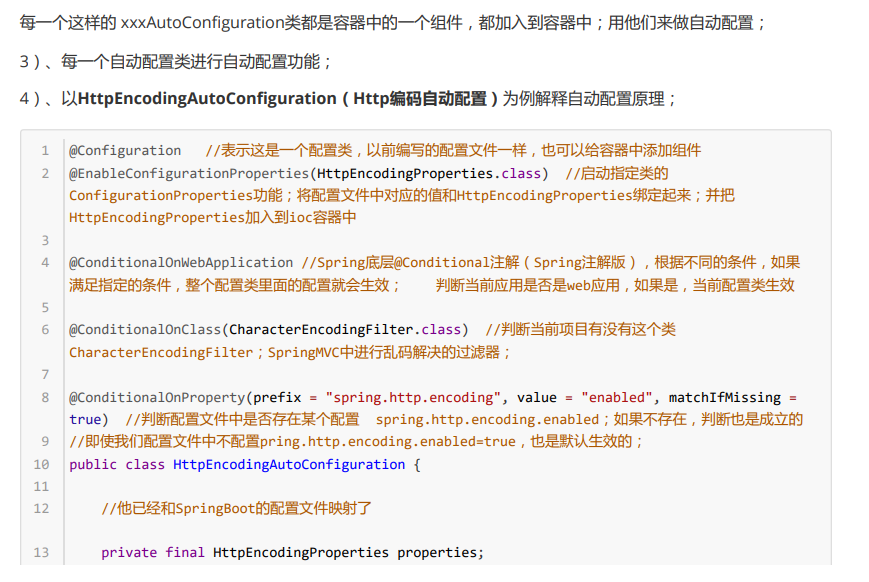 每一个这样的 xxxAutoConfiguration类都是容器中的一个组件，都加入到容器中；用他们来做自动配置；
3）、每一个自动配置类进行自动配置功能；
4）、以HttpEncodingAutoConfiguration（Http编码自动配置）为例解释自动配置原理；
1 @Configuration   //表示这是一个配置类，以前编写的配置文件一样，也可以给容器中添加组件
2 @EnableConfigurationProperties(HttpEncodingProperties.class)  //启动指定类的
ConfigurationProperties功能；将配置文件中对应的值和HttpEncodingProperties绑定起来；并把
HttpEncodingProperties加入到ioc容器中
3
4 @ConditionalOnWebApplication //Spring底层@Conditional注解（Spring注解版），根据不同的条件，如果
满足指定的条件，整个配置类里面的配置就会生效；    判断当前应用是否是web应用，如果是，当前配置类生效
5
6 @ConditionalOnClass(CharacterEncodingFilter.class)  //判断当前项目有没有这个类
CharacterEncodingFilter；SpringMVC中进行乱码解决的过滤器；
7
8 @ConditionalOnProperty(prefix = "spring.http.encoding", value = "enabled", matchIfMissing =
true)  //判断配置文件中是否存在某个配置  spring.http.encoding.enabled；如果不存在，判断也是成立的
9 //即使我们配置文件中不配置pring.http.encoding.enabled=true，也是默认生效的；
10 public class HttpEncodingAutoConfiguration {
11
12     //他已经和SpringBoot的配置文件映射了
13     private final HttpEncodingProperties properties;